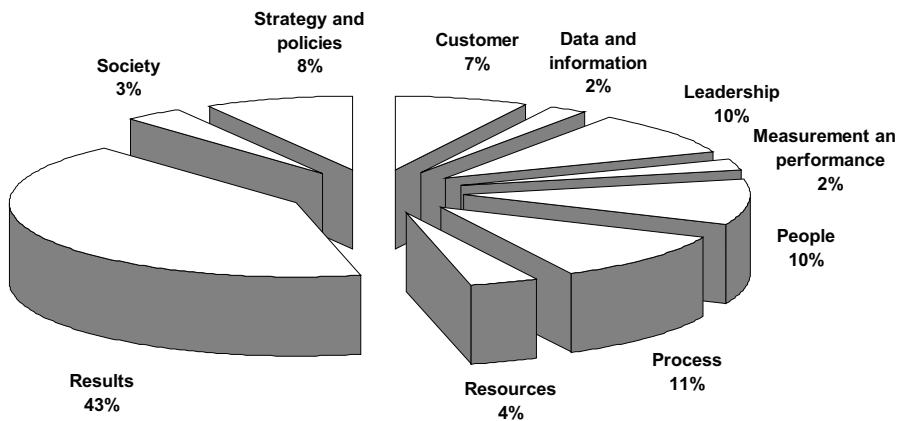 Strategy and
policies
8%
Customer
7%
Data and
information
2%
Society
3%
Leadership
10%
Measurement an
performance
2%
People
10%
Process
11%
Resources
4%
Results
43%